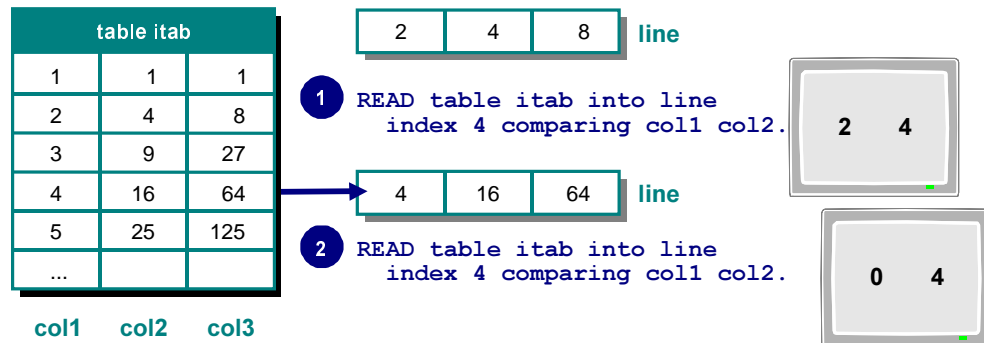 table itab
1 1 1
2 4 8
3 9 27
4 16 64
5 25 125
...
col1 col2 col3
2 4 8 line
1 READ table itab into line
index 4 comparing col1 col2.
2 4
4 16 64 line
2 READ table itab into line
index 4 comparing col1 col2.
0 4